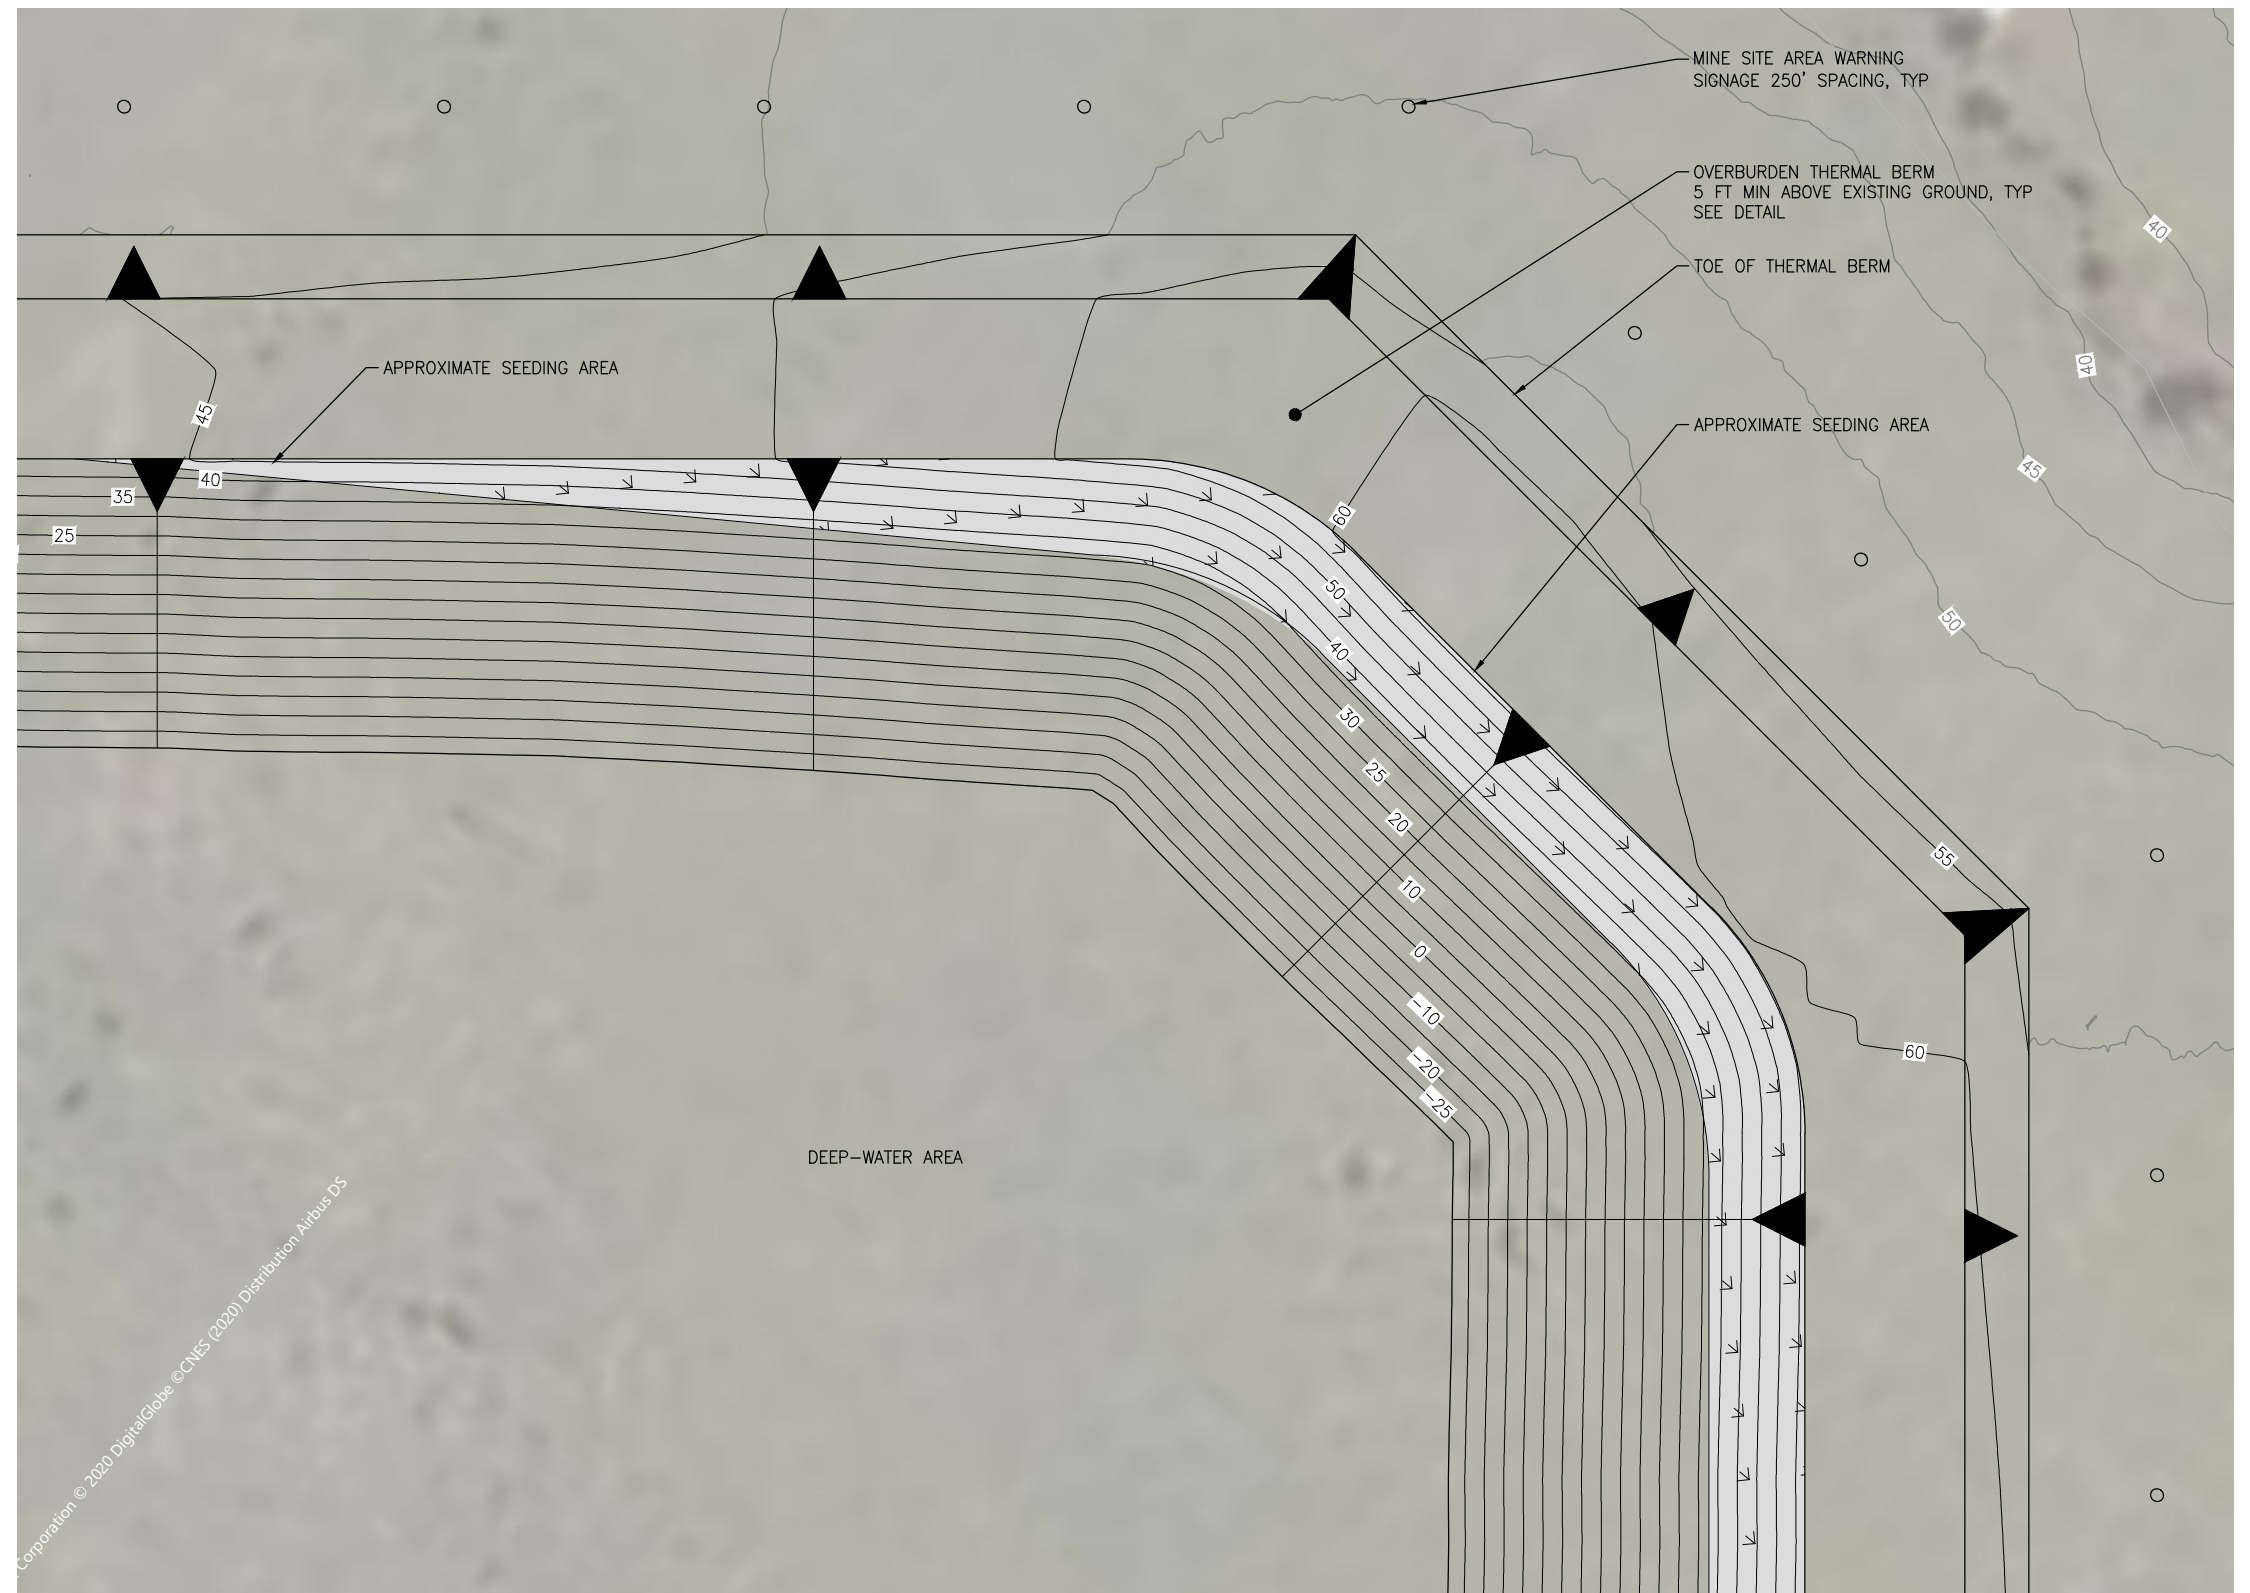 MINE SITE AREA WARNING
SIGNAGE 250' SPACING, TYP
OVERBURDEN THERMAL BERM
5 FT MIN ABOVE EXISTING GROUND, TYP
SEE DETAIL
40
TOE OF THERMAL BERM
APPROXIMATE SEEDING AREA
40
45
APPROXIMATE SEEDING AREA
45
40
35
60
25
50
50
40
30
25
20
55
10
0
-10
60
-20
-25
DEEP-WATER AREA
Corporation © 2020 DigitalGlobe ©CNES (2020) Distribution Airbus DS